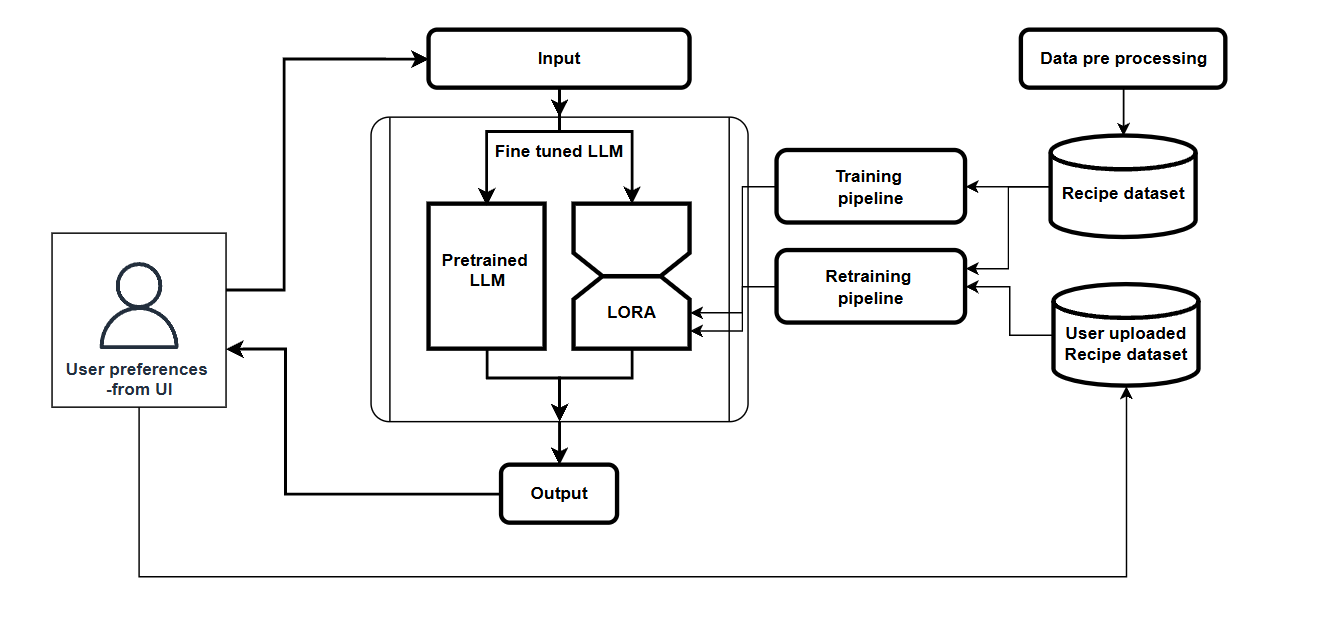 Input
Data pre processing
Fine tuned LLM
Training
pipeline
Recipe dataset
Pretrained
LLM
LORA
Retraining
pipeline
User uploaded
Recipe dataset
User preferences
-from UI
Output